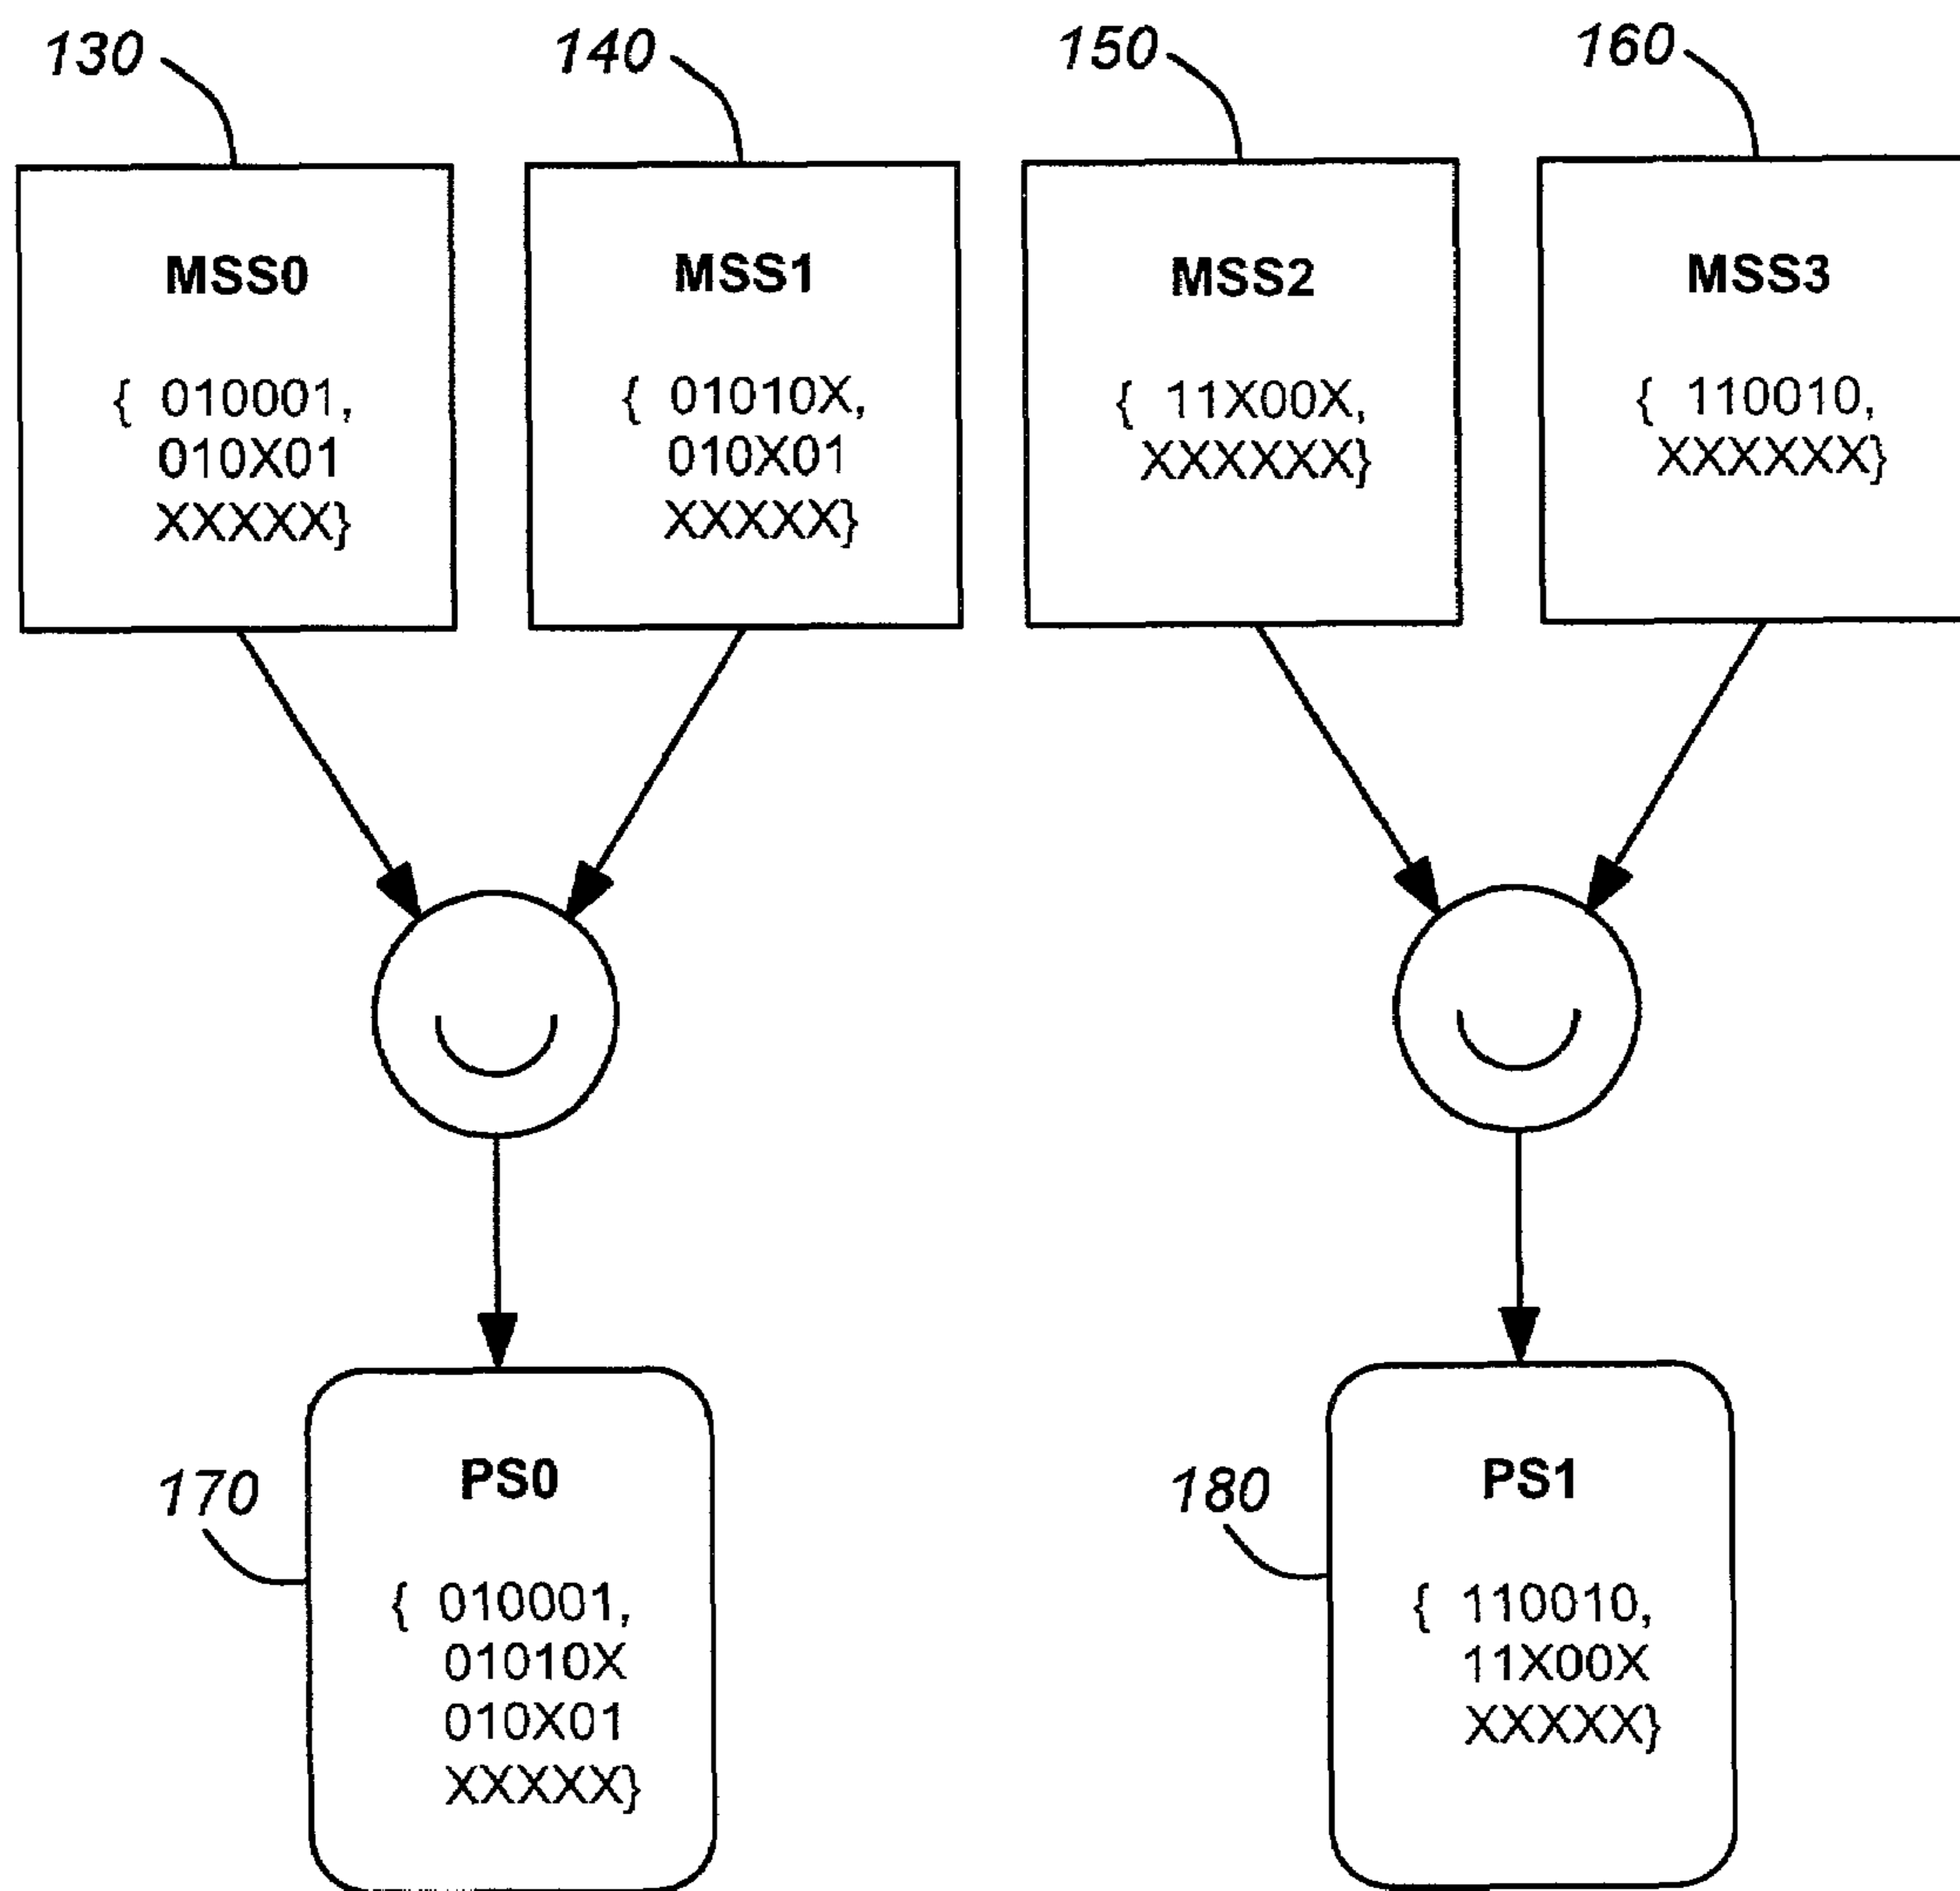 130
140
150
160
MSS0
{ 010001,
010X01
XXXXX}
MSS1
{ 01010X,
010X01
XXXXX}
MSS2
{ 11X00X,
XXXXXX}
MSS3
{ 110010,
XXXXXX}
170
PS0
{ 010001,
01010X
010X01
XXXXX}
180
PS1
{ 110010,
11X00X
XXXXX}